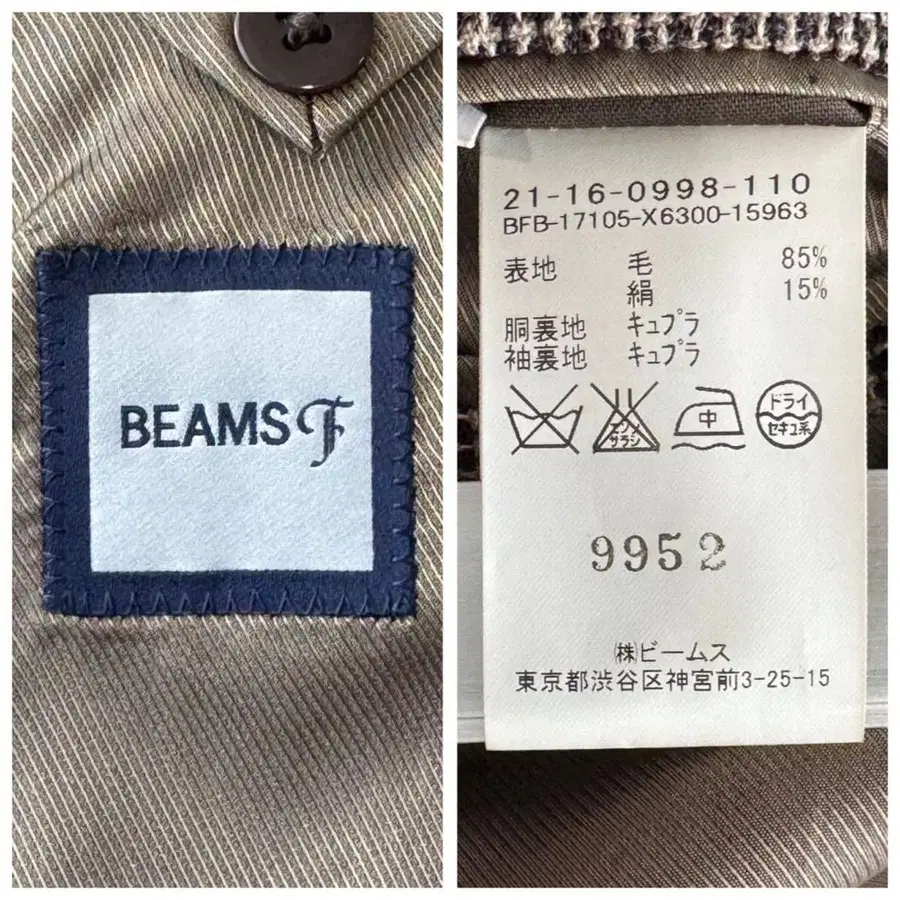 BEAMS F
21-16-0998-110
BFB-17105-X6300-15963
表地 毛 85%
絹 15%
胴裏地 キュプラ
袖裏地 キュプラ
エンソサラシ
中
ドライ
セキユ系
9952
㈱ビームス
東京都渋谷区神宮前3-25-15